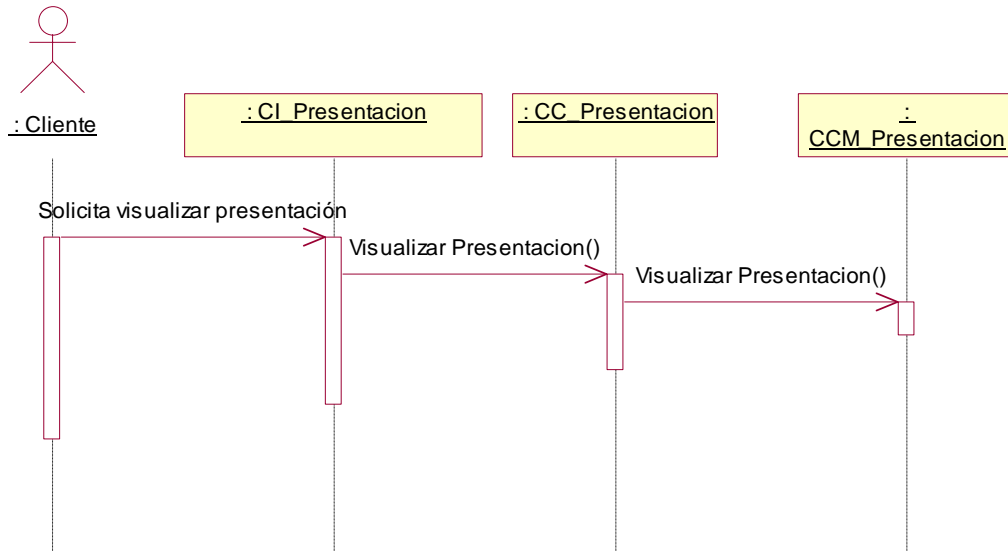 : Cliente
: CI_Presentacion
: CC_Presentacion
:
CCM_Presentacion
Solicita visualizar presentación
Visualizar Presentacion()
Visualizar Presentacion()